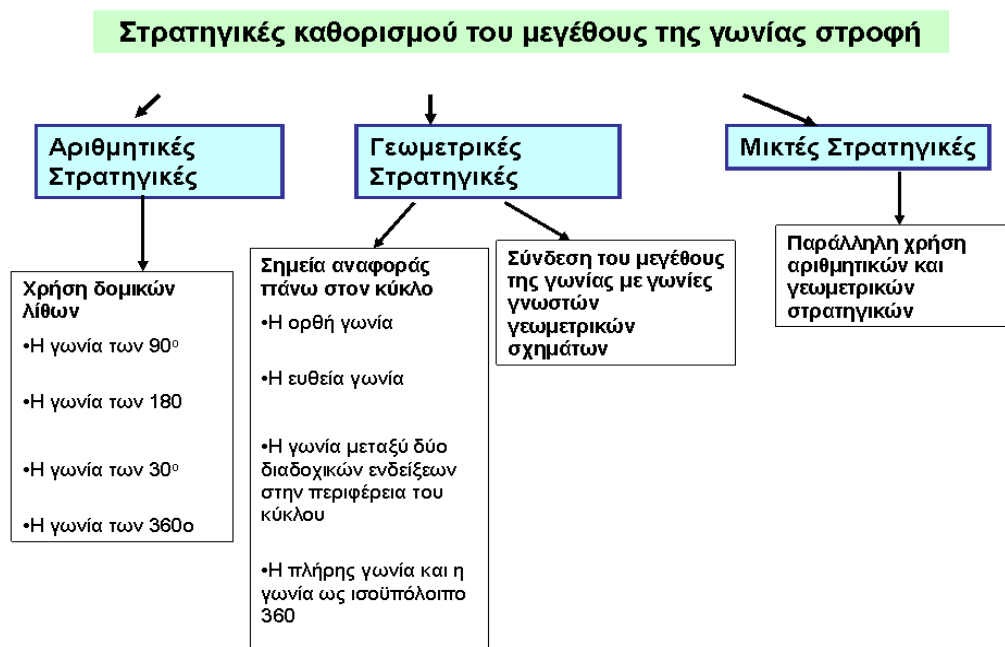 Στρατηγικές καθορισμού του μεγέθους της γωνίας στροφή
Αριθμητικές
Στρατηγικές
Γεωμετρικές
Στρατηγικές
Μικτές Στρατηγικές
Χρήση δομικών
λίθων
•Η γωνία των 90ο
•Η γωνία των 180
•Η γωνία των 30ο
•Η γωνία των 360ο
Σημεία αναφοράς
πάνω στον κύκλο
•Η ορθή γωνία
•Η ευθεία γωνία
•Η γωνία μεταξύ δύο
διαδοχικών ενδείξεων
στην περιφέρεια του
κύκλου
•Η πλήρης γωνία και η
γωνία ως ισοϋπόλοιπο
360
Σύνδεση του μεγέθους
της γωνίας με γωνίες
γνωστών
γεωμετρικών
σχημάτων
Παράλληλη χρήση
αριθμητικών και
γεωμετρικών
στρατηγικών